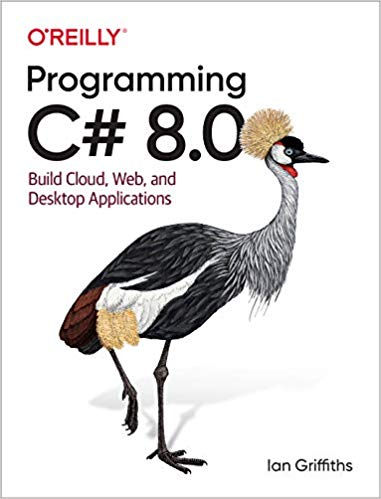 O'REILLY®
Programming
C# 8.0
Build Cloud, Web, and
Desktop Applications
Ian Griffiths